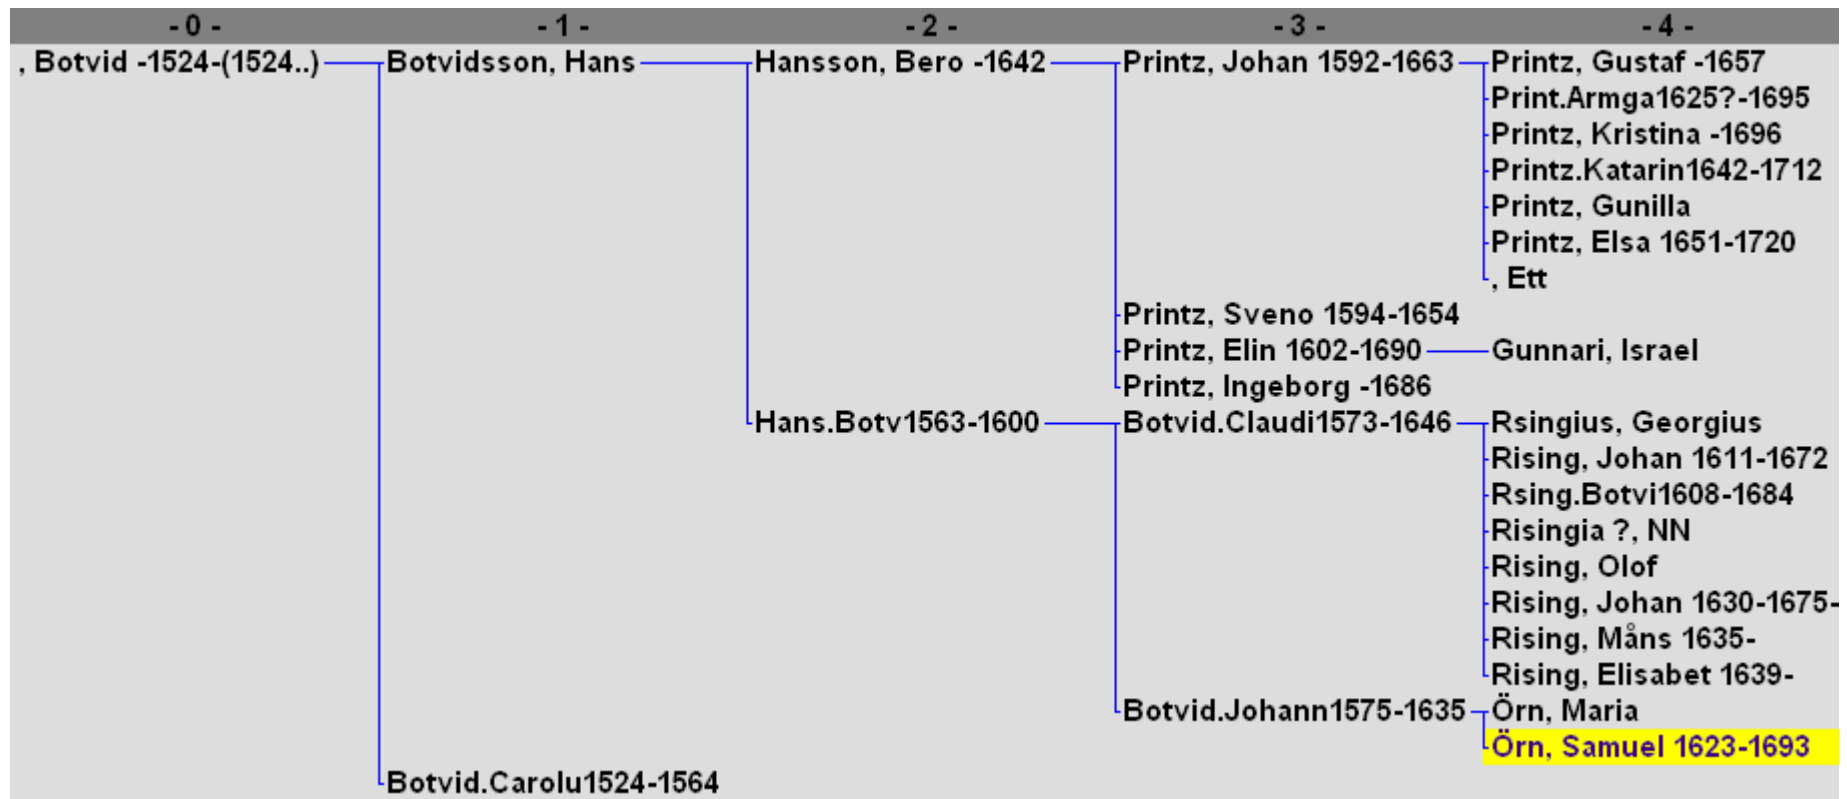 - 0 - - 1 - - 2 - - 3 - - 4 -
, Botvid -1524-(1524..) Botvidsson, Hans Hansson, Bero -1642 Printz, Johan 1592-1663 Printz, Gustaf -1657
Print.Armga1625?-1695
Printz, Kristina -1696
Printz.Katarin1642-1712
Printz, Gunilla
Printz, Elsa 1651-1720
, Ett
Printz, Sveno 1594-1654
Printz, Elin 1602-1690 Gunnari, Israel
Printz, Ingeborg -1686
Hans.Botv1563-1600 Botvid.Claudi1573-1646 Rsingius, Georgius
Rising, Johan 1611-1672
Rsing.Botvi1608-1684
Risingia ?, NN
Rising, Olof
Rising, Johan 1630-1675-
Rising, Måns 1635-
Rising, Elisabet 1639-
Botvid.Johann1575-1635 Örn, Maria
Örn, Samuel 1623-1693
Botvid.Carolu1524-1564